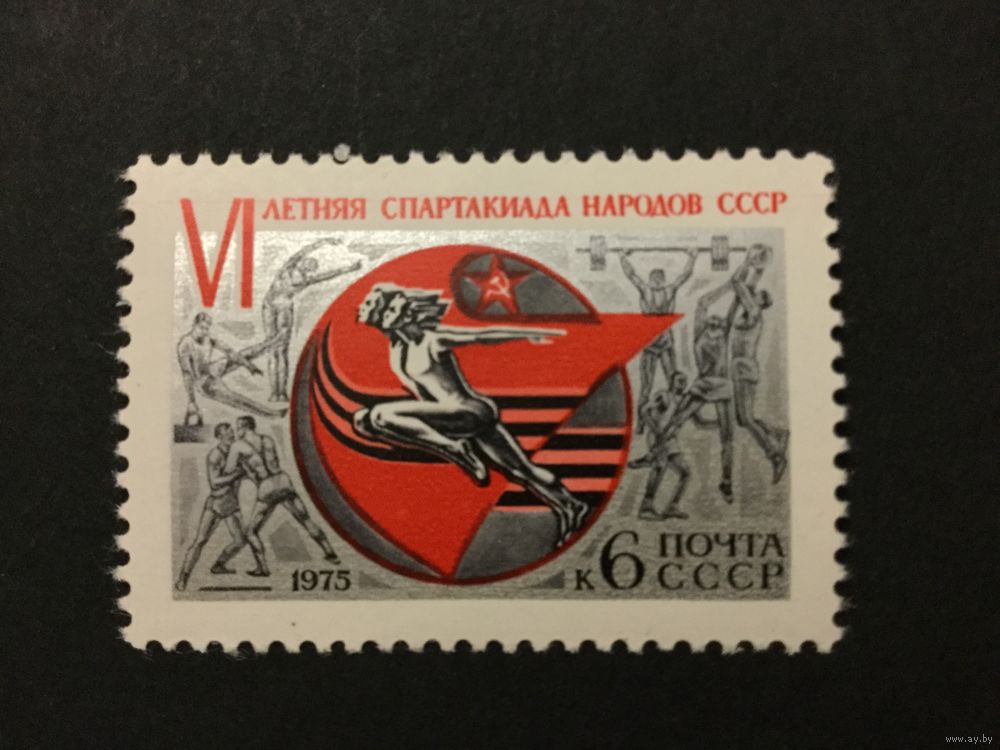 VI ЛЕТНЯЯ СПАРТАКИАДА НАРОДОВ СССР
1975
к 6 ПОЧТА
СССР
www.ay.by